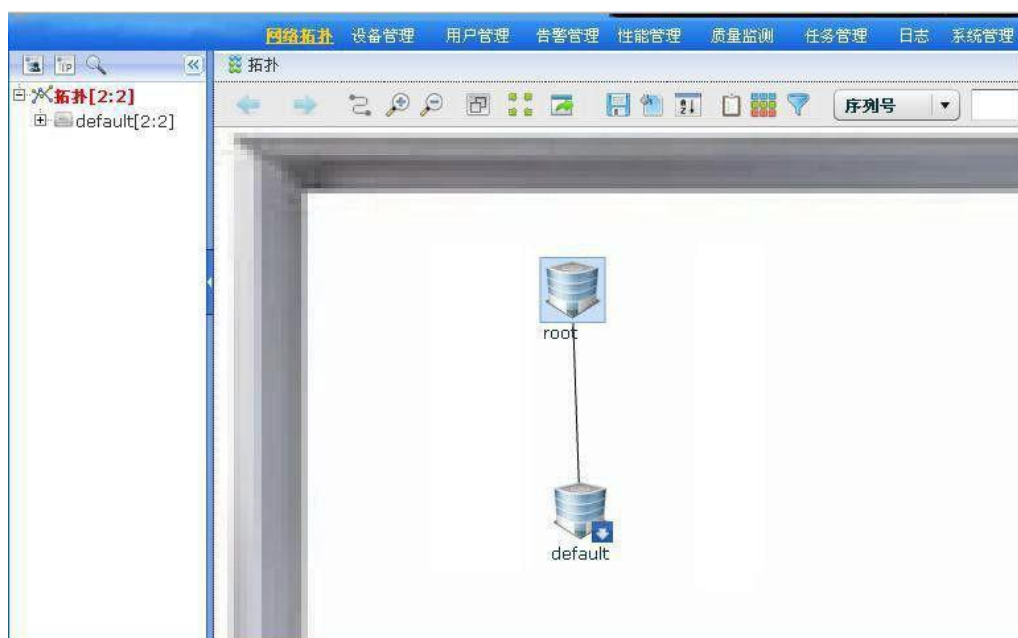 网络拓扑 设备管理 用户管理 告警管理 性能管理 质量监测 任务管理 日志 系统管理
IP
拓扑
拓扑[2:2]
default[2:2]
序列号
root
default